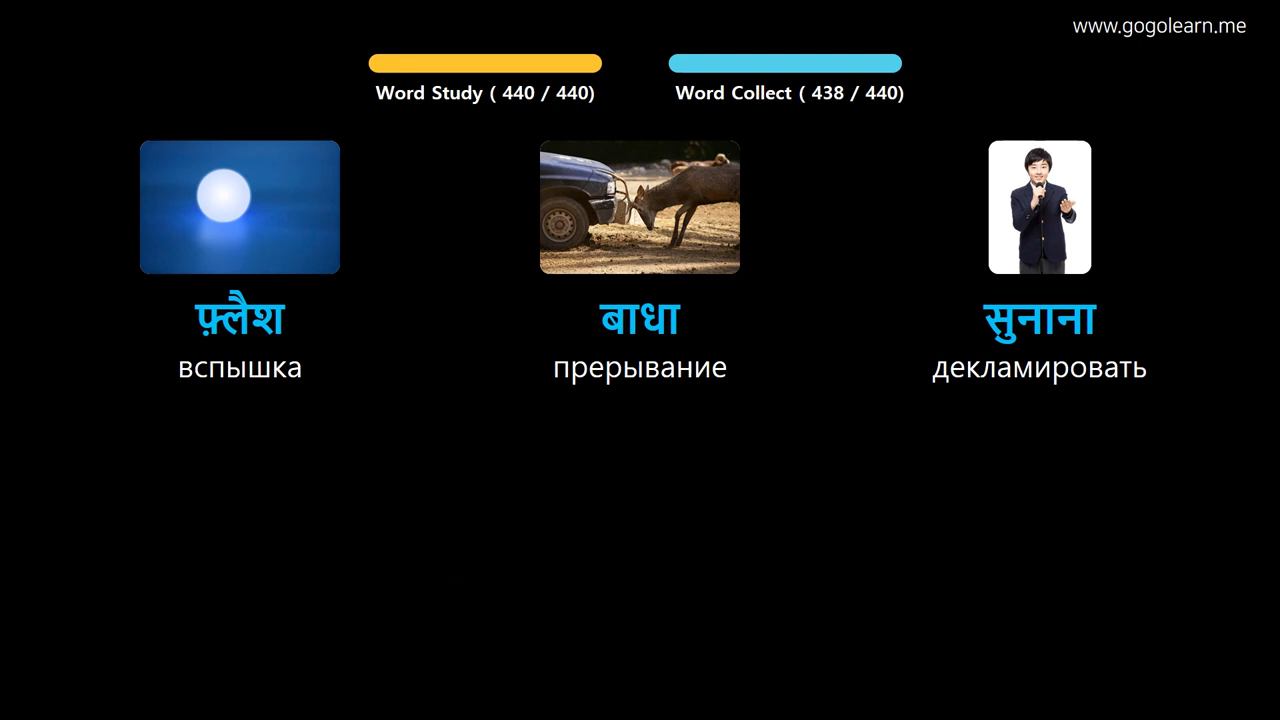 www.gogolearn.me
Word Study ( 440 / 440)
Word Collect ( 438 / 440)
फ़्लैश
बाधा
सुनाना
вспышка
прерывание
декламировать